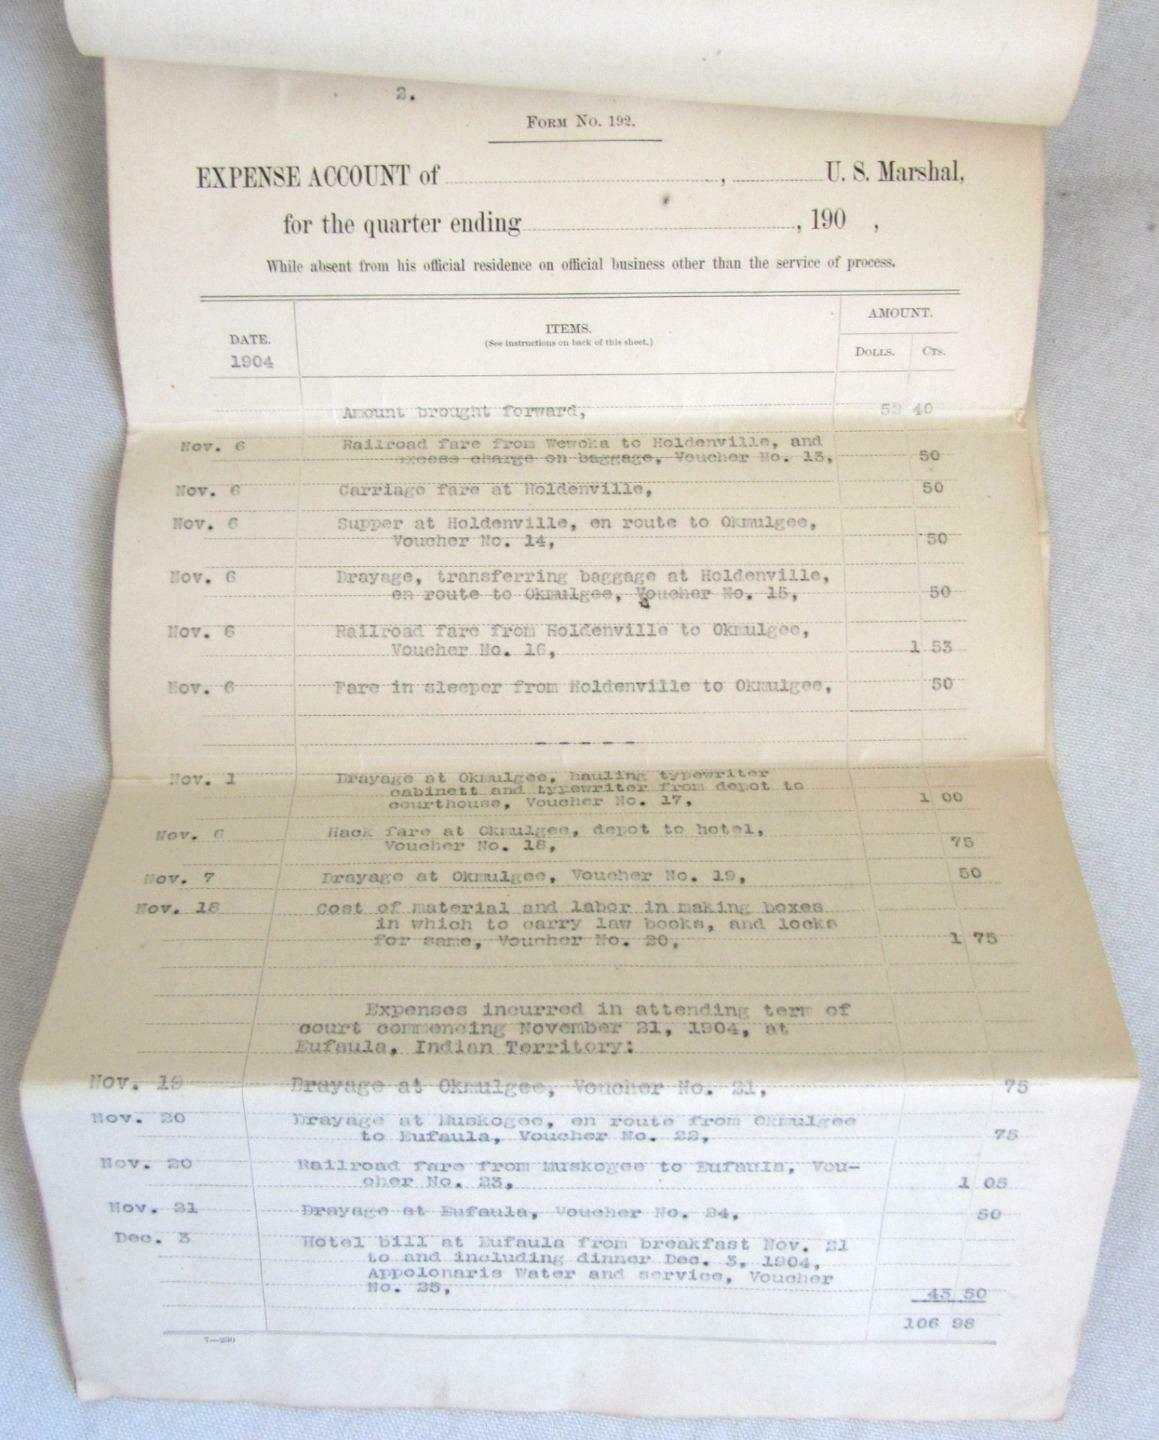 2.
FORM NO. 192.
EXPENSE ACCOUNT of , U. S. Marshal,
for the quarter ending , 190 ,
While absent from his official residence on official business other than the service of process.
DATE. ITEMS. AMOUNT.
(See instructions on back of this sheet.)
DOLLS. CTS.
1904
Amount brought forward, 52 40
Nov. 6 Railroad fare from Wewoka to Holdenville, and
excess charge on baggage, Voucher No. 13, 50
Nov. 6 Carriage fare at Holdenville, 50
Nov. 6 Supper at Holdenville, en route to Okmulgee,
Voucher No. 14, 50
Nov. 6 Drayage, transferring baggage at Holdenville,
en route to Okmulgee, Voucher No. 15, 50
Nov. 6 Railroad fare from Holdenville to Okmulgee,
Voucher No. 16, 1 53
Nov. 6 Fare in sleeper from Holdenville to Okmulgee, 50
- - - - -
Nov. 1 Drayage at Okmulgee, hauling typewriter
cabinett and typewriter from depot to
courthouse, Voucher No. 17, 1 00
Nov. 6 Hack fare at Okmulgee, depot to hotel,
Voucher No. 18, 75
Nov. 7 Drayage at Okmulgee, Voucher No. 19, 50
Nov. 18 Cost of material and labor in making boxes
in which to carry law books, and locks
for same, Voucher No. 20, 1 75
Expenses incurred in attending term of
court commencing November 21, 1904, at
Eufaula, Indian Territory:
Nov. 19 Drayage at Okmulgee, Voucher No. 21, 75
Nov. 20 Drayage at Muskogee, en route from Okmulgee
to Eufaula, Voucher No. 22, 75
Nov. 20 Railroad fare from Muskogee to Eufaula, Vou-
cher No. 23, 1 05
Nov. 21 Drayage at Eufaula, Voucher No. 24, 50
Dec. 3 Hotel bill at Eufaula from breakfast Nov. 21
to and including dinner Dec. 3, 1904,
Appolonaris Water and service, Voucher
No. 25, 43 50
106 98
7—230